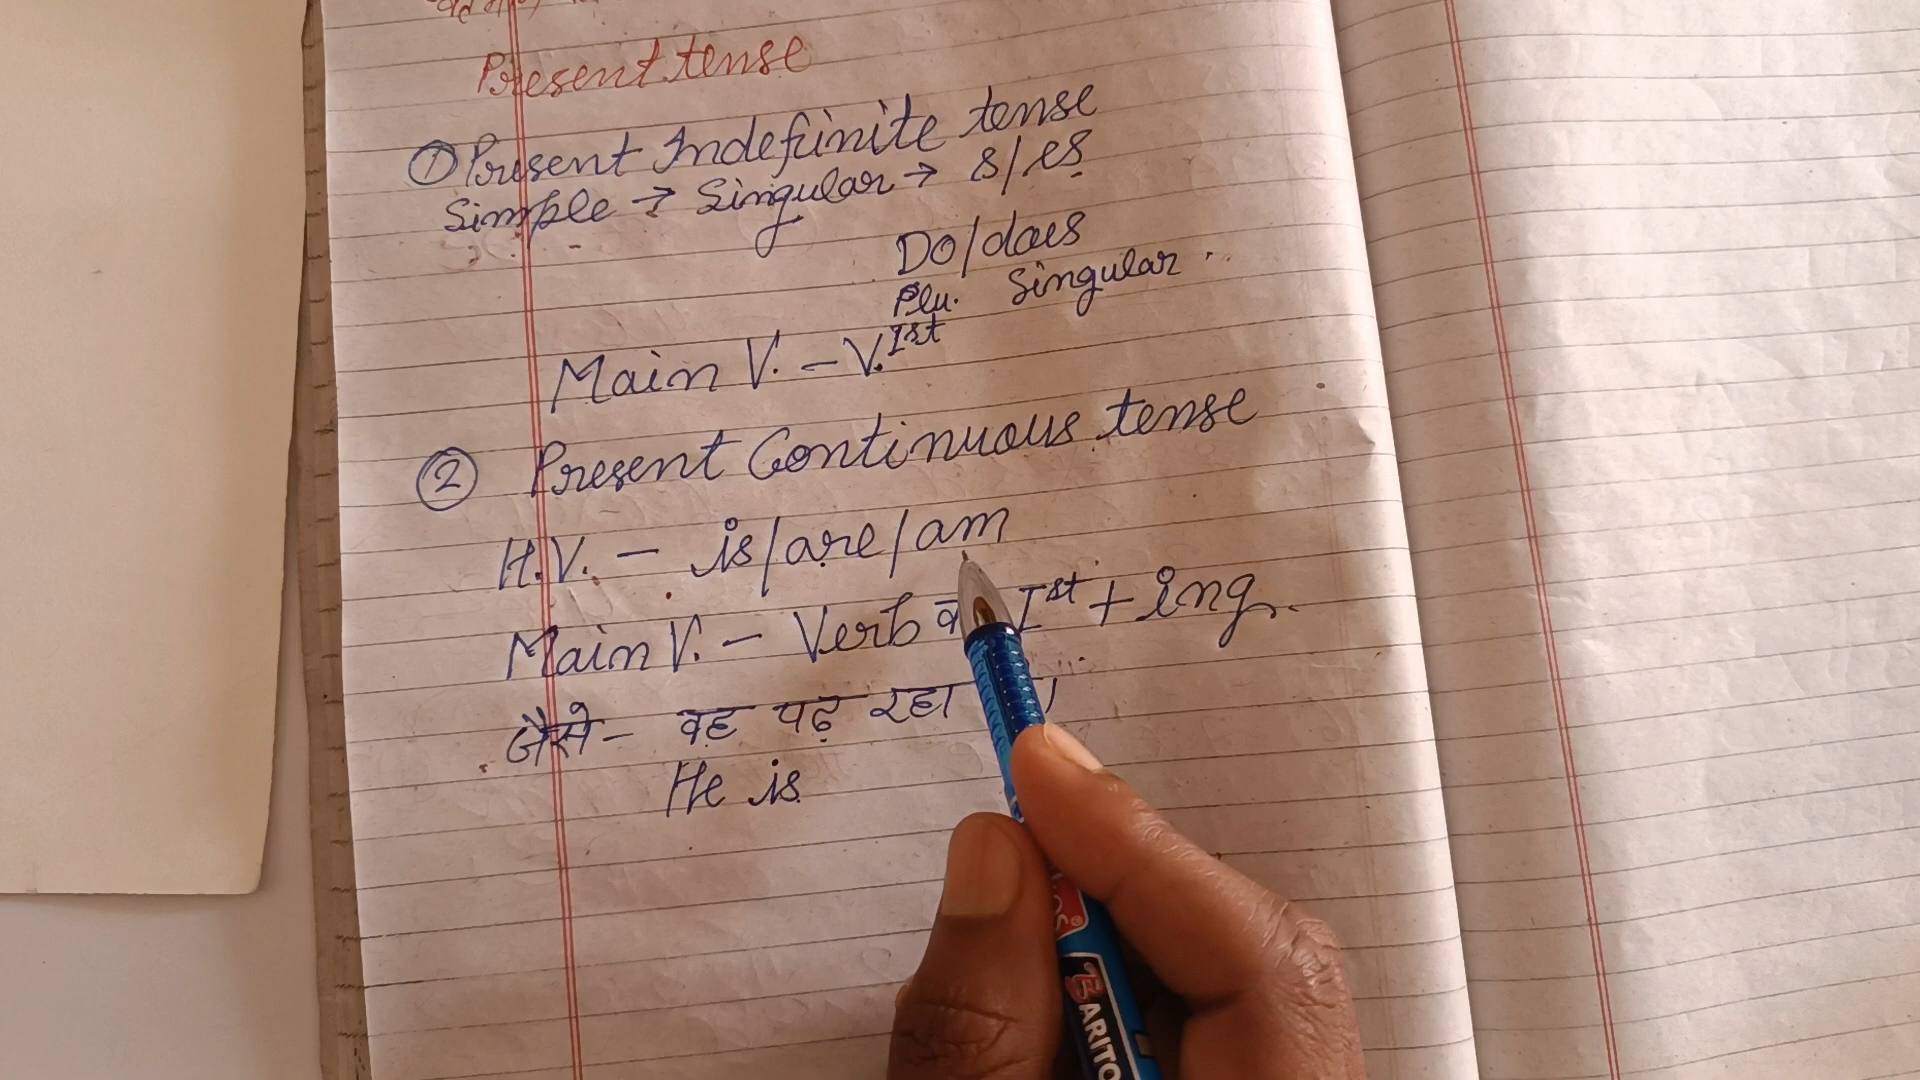 Present tense
① Present Indefinite tense
Simple → Singular → s/es
Do/does
Plu. Singular.
Main V. – V. Ist
② Present Continuous tense
H.V. – is/are/am
Main V. – Verb Ist + ing.
जैसे – वह पढ़ रहा ।
He is